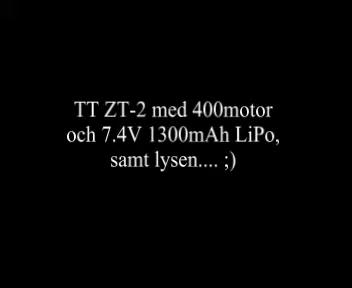 TT ZT-2 med 400motor
och 7.4V 1300mAh LiPo,
samt lysen.... ;)